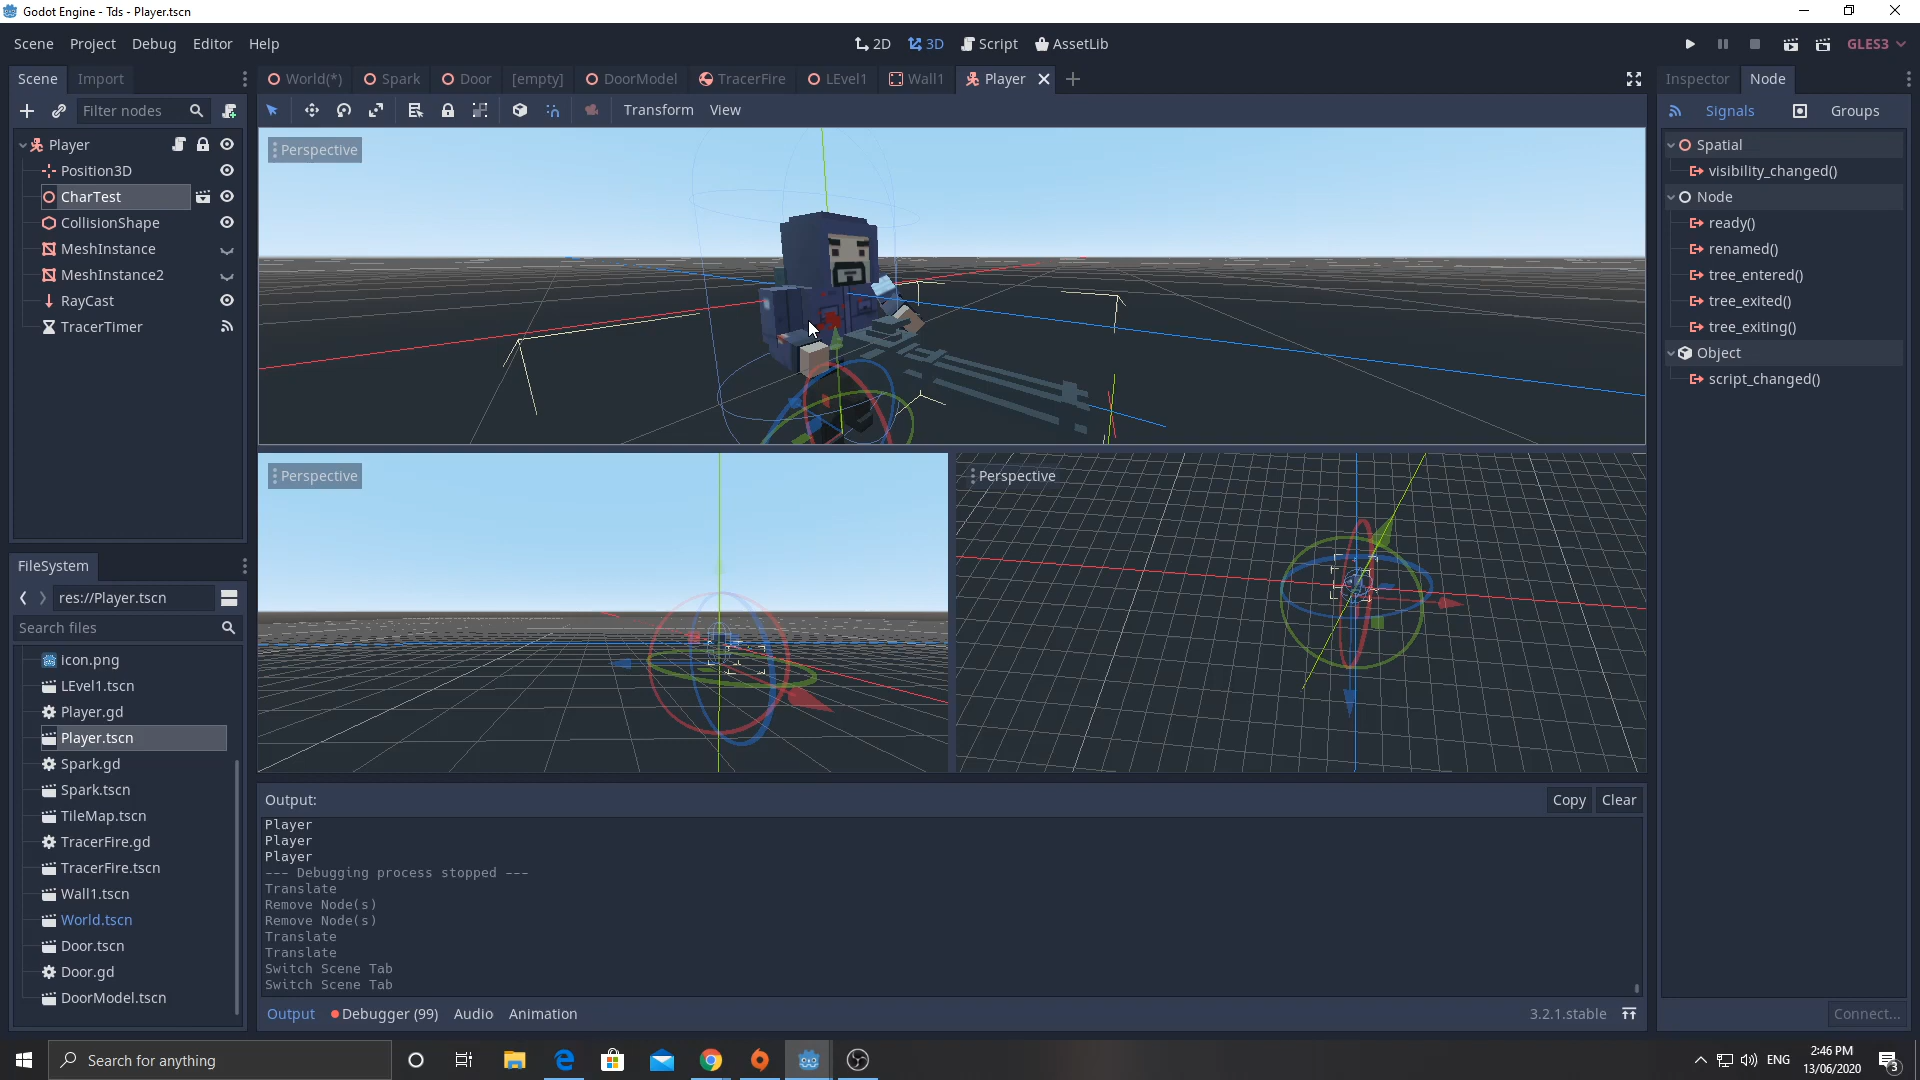 Godot Engine - Tds - Player.tscn
Scene Project Debug Editor Help
2D 3D Script AssetLib
GLES3
Scene Import
World(*) Spark Door [empty] DoorModel TracerFire LEvel1 Wall1 Player
Inspector Node
Filter nodes
Transform View
Signals Groups
Player
Position3D
CharTest
CollisionShape
MeshInstance
MeshInstance2
RayCast
TracerTimer
Perspective
Perspective
Perspective
Spatial
visibility_changed()
Node
ready()
renamed()
tree_entered()
tree_exited()
tree_exiting()
Object
script_changed()
FileSystem
res://Player.tscn
Search files
icon.png
LEvel1.tscn
Player.gd
Player.tscn
Spark.gd
Spark.tscn
TileMap.tscn
TracerFire.gd
TracerFire.tscn
Wall1.tscn
World.tscn
Door.tscn
Door.gd
DoorModel.tscn
Output:
Copy Clear
Player
Player
Player
--- Debugging process stopped ---
Translate
Remove Node(s)
Remove Node(s)
Translate
Translate
Switch Scene Tab
Switch Scene Tab
Output Debugger (99) Audio Animation
3.2.1.stable
Connect...
Search for anything
ENG
2:46 PM
13/06/2020
3